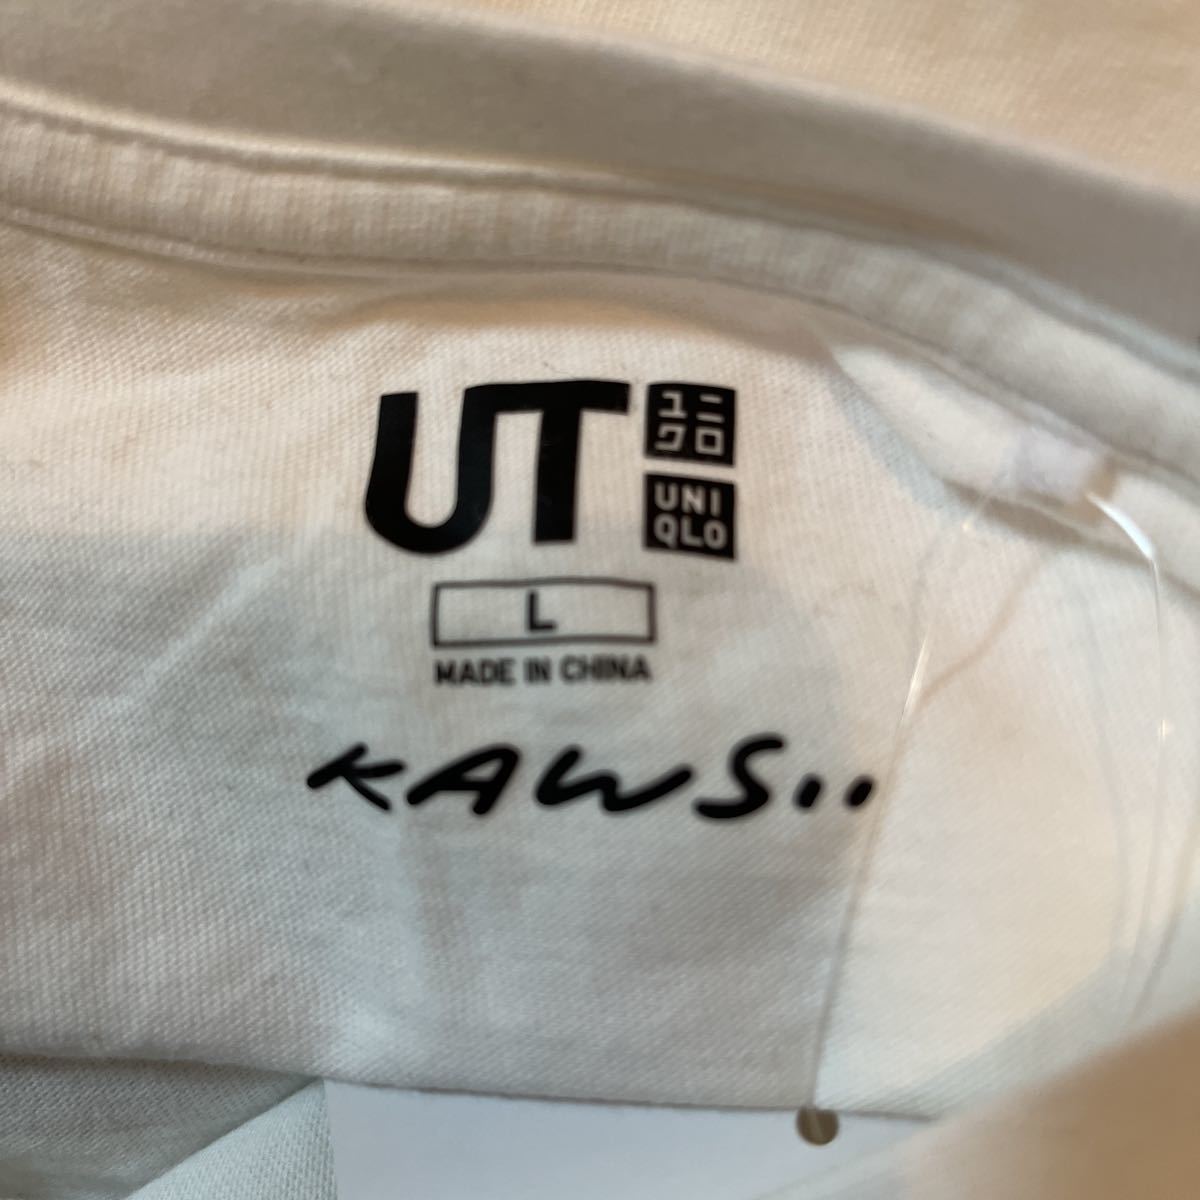 UT
ユニ
クロ
UNI
QLO
L
MADE IN CHINA
KAWS..